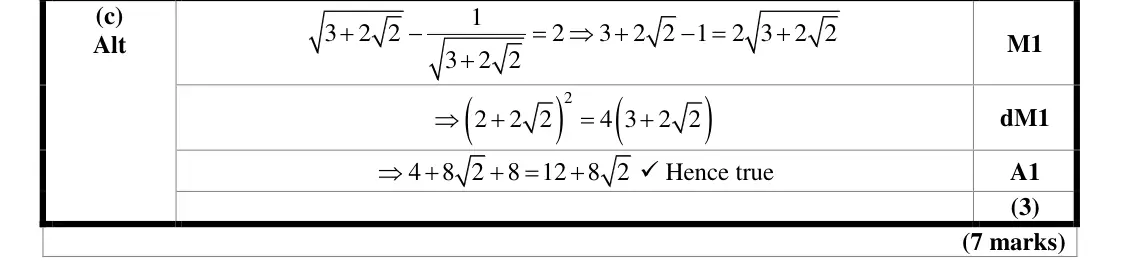 (c)
Alt
√(3+2√2) − 1/√(3+2√2) = 2 ⇒ 3+2√2 −1 = 2√(3+2√2)
M1
⇒ (2+2√2)² = 4(3+2√2)
dM1
⇒ 4+8√2+8=12+8√2 ✓ Hence true
A1
(3)
(7 marks)